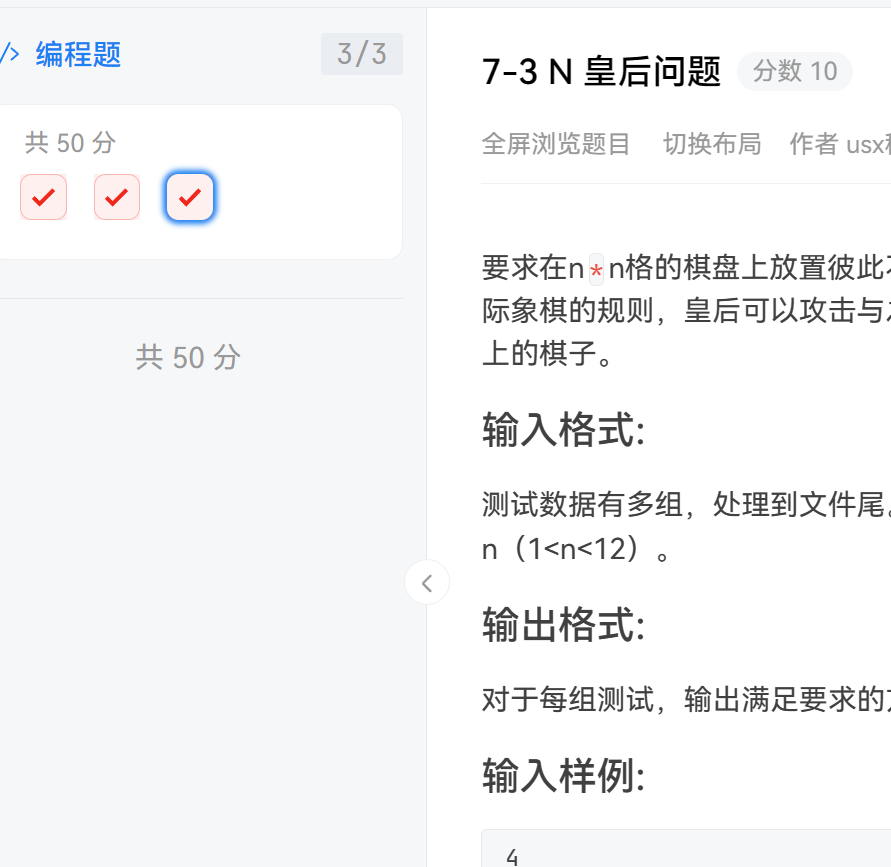 </> 编程题
3/3
共 50 分
共 50 分
7-3 N 皇后问题
分数 10
全屏浏览题目 切换布局 作者 usx
要求在n*n格的棋盘上放置彼此
际象棋的规则，皇后可以攻击与
上的棋子。
输入格式:
测试数据有多组，处理到文件尾。
n（1<n<12）。
输出格式:
对于每组测试，输出满足要求的
输入样例:
4